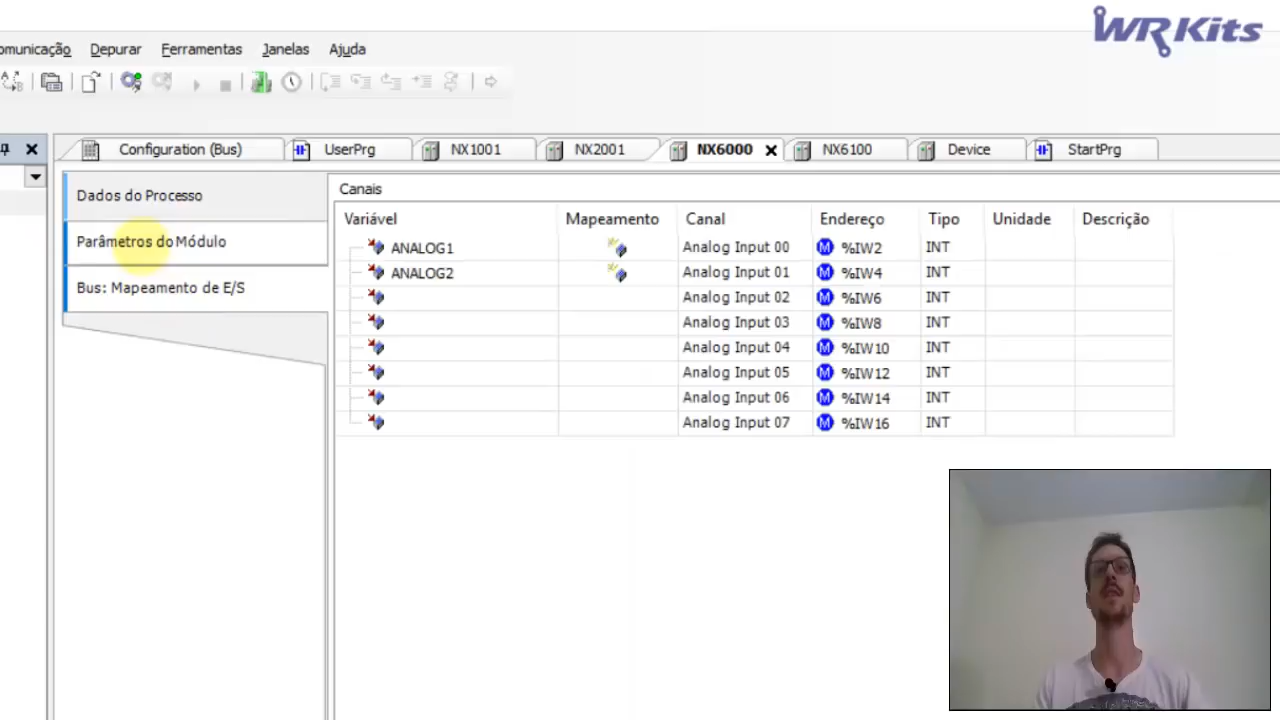 WR Kits
omunicação Depurar Ferramentas Janelas Ajuda
Configuration (Bus) UserPrg NX1001 NX2001 NX6000 NX6100 Device StartPrg
Dados do Processo
Parâmetros do Módulo
Bus: Mapeamento de E/S
Canais
Variável Mapeamento Canal Endereço Tipo Unidade Descrição
ANALOG1 Analog Input 00 M %IW2 INT
ANALOG2 Analog Input 01 M %IW4 INT
Analog Input 02 M %IW6 INT
Analog Input 03 M %IW8 INT
Analog Input 04 M %IW10 INT
Analog Input 05 M %IW12 INT
Analog Input 06 M %IW14 INT
Analog Input 07 M %IW16 INT